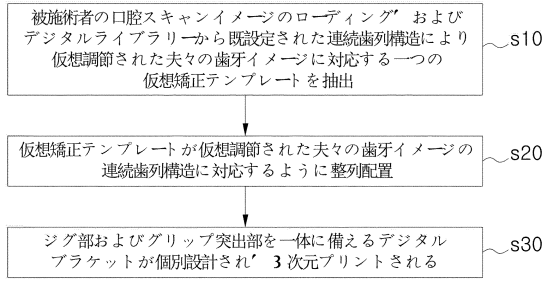 被施術者の口腔スキャンイメージのローディング、および
デジタルライブラリーから既設定された連続歯列構造により
仮想調節された夫々の歯牙イメージに対応する一つの
仮想矯正テンプレートを抽出
s10
仮想矯正テンプレートが仮想調節された夫々の歯牙イメージの
連続歯列構造に対応するように整列配置
s20
ジグ部およびグリップ突出部を一体に備えるデジタル
ブラケットが個別設計され、3次元プリントされる
s30